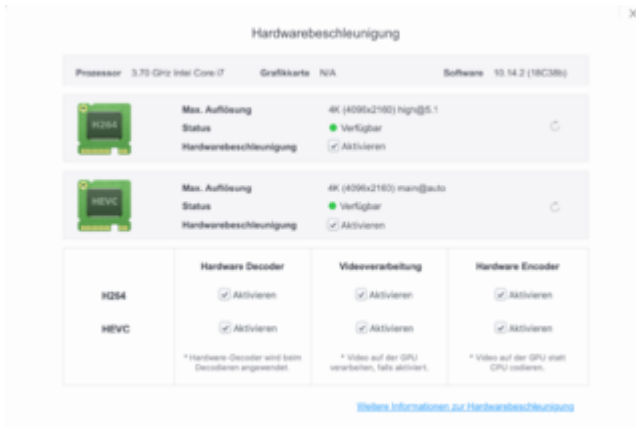 Hardwarebeschleunigung
Prozessor 3.70 GHz Intel Core i7 Grafikkarte N/A Software 10.14.2 (18C38b)
H264
Max. Auflösung 4K (4096x2160) high@5.1
Status Verfügbar
Hardwarebeschleunigung Aktivieren
HEVC
Max. Auflösung 4K (4096x2160) main@auto
Status Verfügbar
Hardwarebeschleunigung Aktivieren
Hardware Decoder Videoverarbeitung Hardware Encoder
H264 Aktivieren Aktivieren Aktivieren
HEVC Aktivieren Aktivieren Aktivieren
* Hardware-Decoder wird beim Decodieren angewendet.
* Video auf der GPU verarbeiten, falls aktiviert.
* Video auf der GPU statt CPU codieren.
Weitere Informationen zur Hardwarebeschleunigung